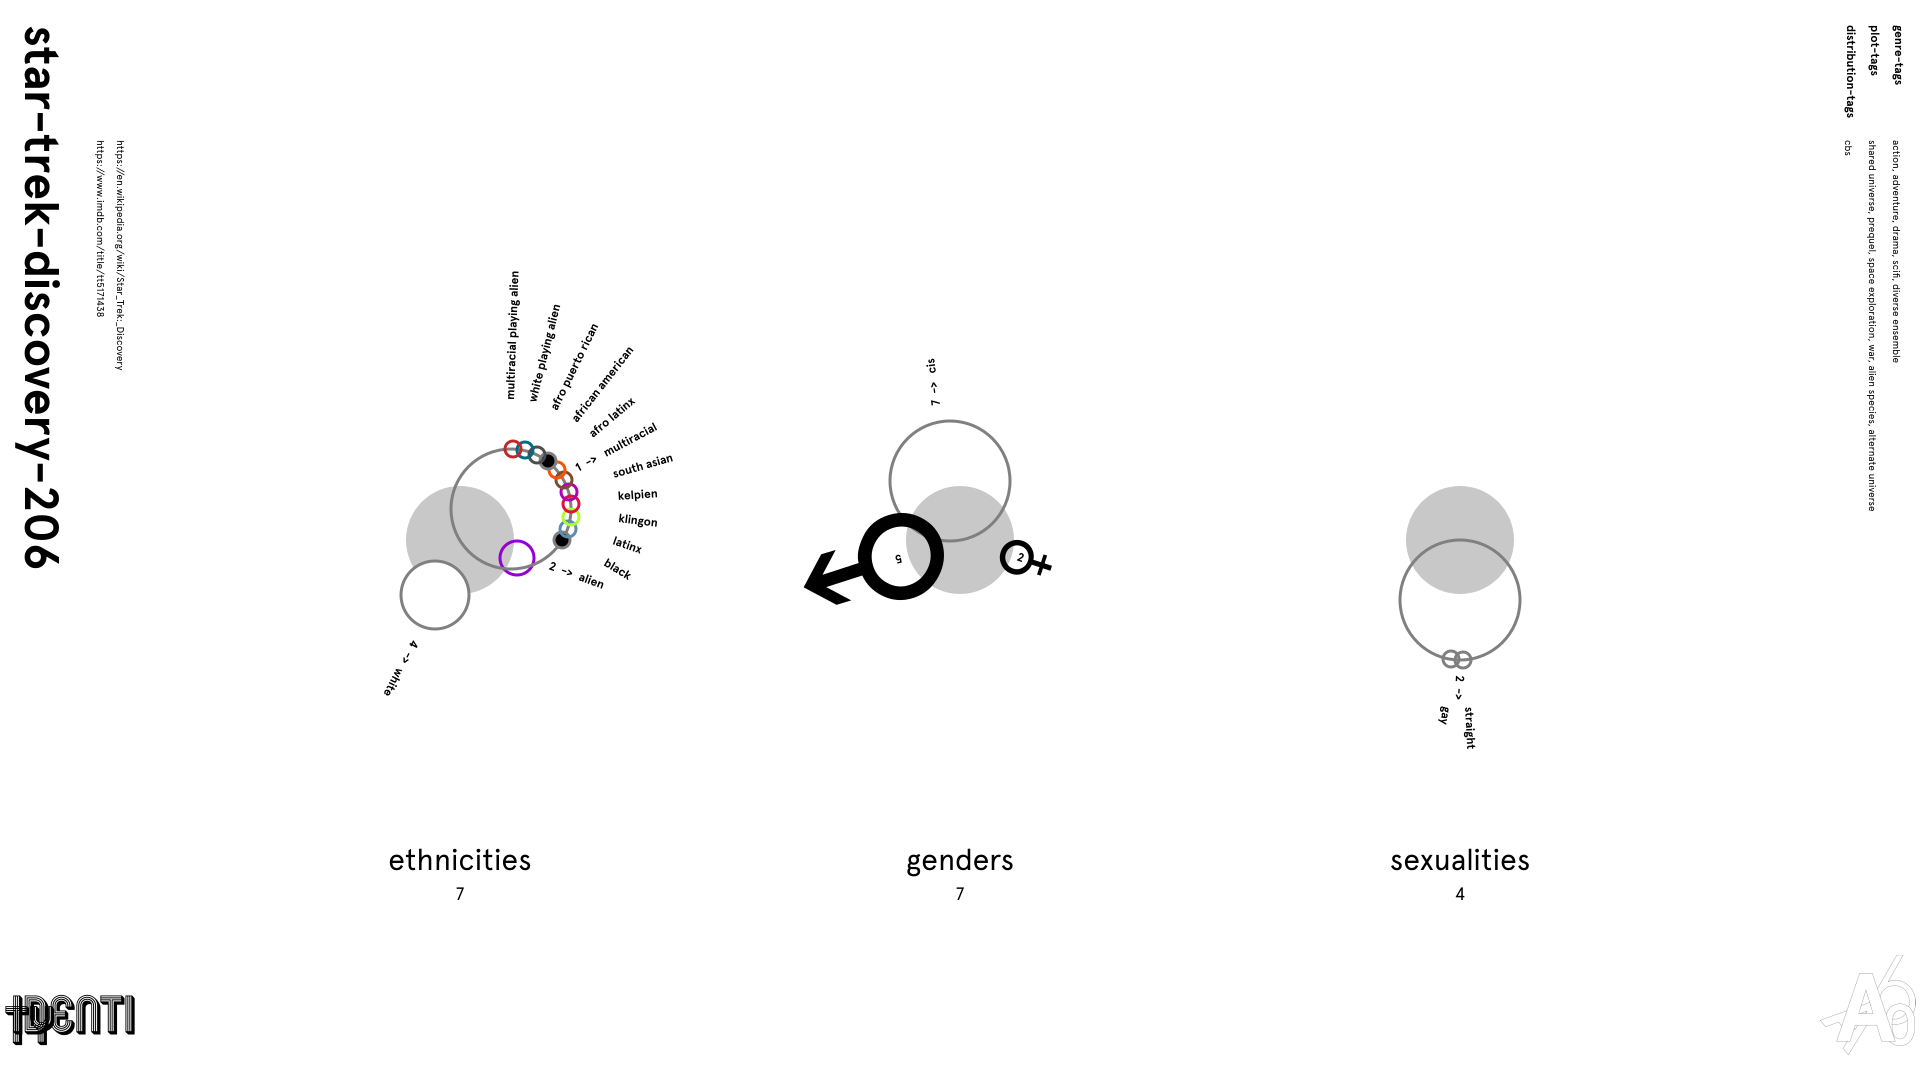 star-trek-discovery-206
https://en.wikipedia.org/wiki/Star_Trek:_Discovery
https://www.imdb.com/title/tt5171438
genre-tags
action, adventure, drama, scifi, diverse ensemble
plot-tags
shared universe, prequel, space exploration, war, alien species, alternate universe
distribution-tags
cbs
multiracial playing alien
white playing alien
afro puerto rican
african american
afro latinx
1 -> multiracial
south asian
kelpien
klingon
latinx
black
2 -> alien
4 -> white
ethnicities
7
7 -> cis
5
2
genders
7
2 -> straight
gay
sexualities
4
IDENTI